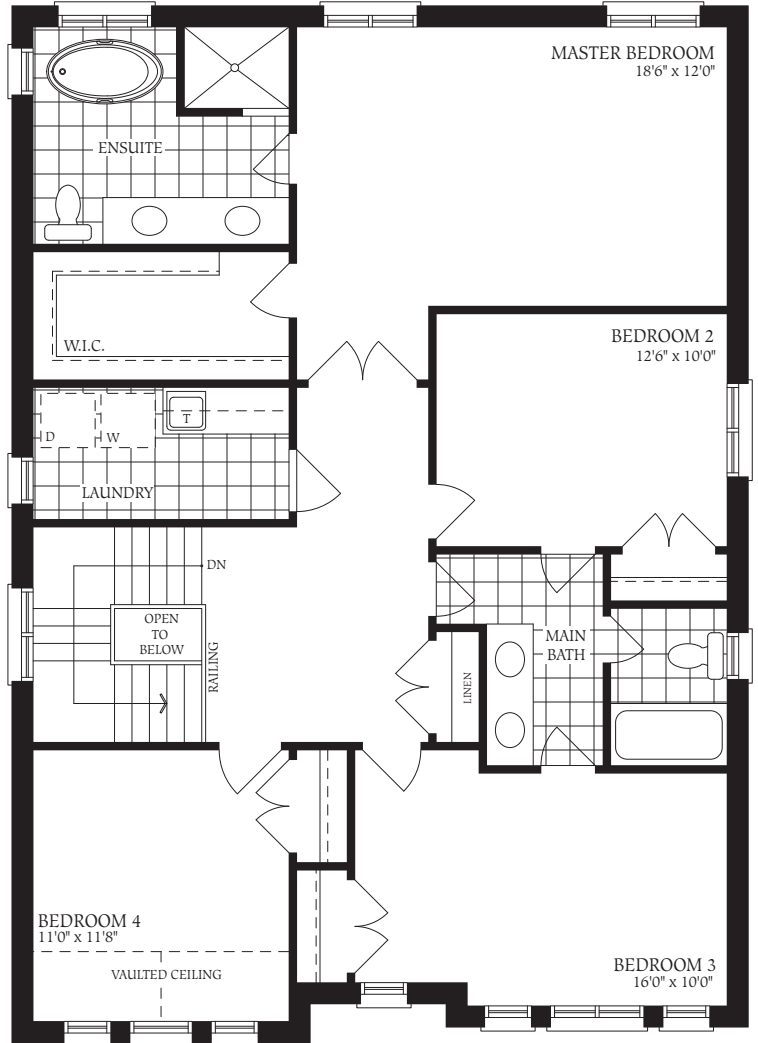 MASTER BEDROOM
18'6" x 12'0"
ENSUITE
W.I.C.
BEDROOM 2
12'6" x 10'0"
T
D
W
LAUNDRY
DN
OPEN
TO
BELOW
RAILING
MAIN
BATH
LINEN
BEDROOM 4
11'0" x 11'8"
VAULTED CEILING
BEDROOM 3
16'0" x 10'0"